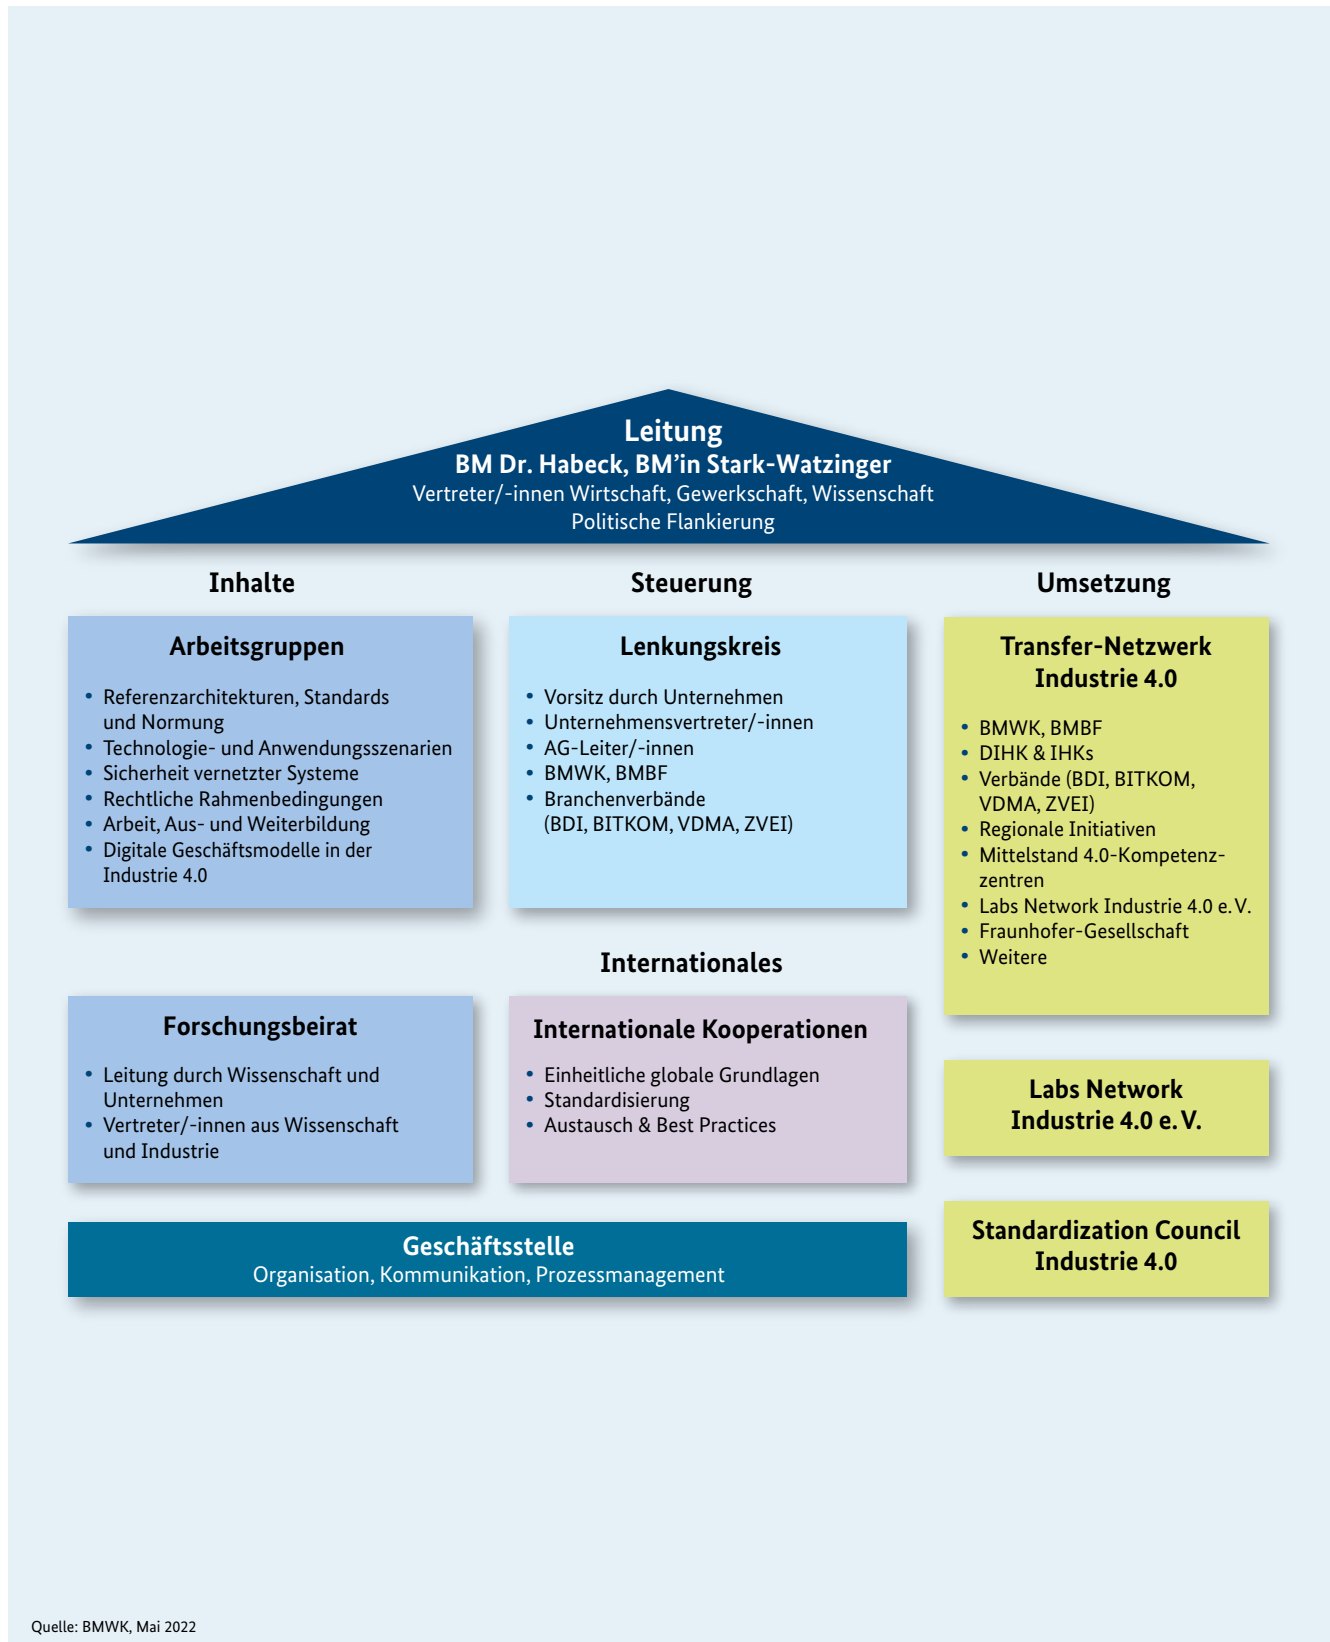 Leitung
BM Dr. Habeck, BM’in Stark-Watzinger
Vertreter/-innen Wirtschaft, Gewerkschaft, Wissenschaft
Politische Flankierung
Inhalte
Arbeitsgruppen
• Referenzarchitekturen, Standards
und Normung
• Technologie- und Anwendungsszenarien
• Sicherheit vernetzter Systeme
• Rechtliche Rahmenbedingungen
• Arbeit, Aus- und Weiterbildung
• Digitale Geschäftsmodelle in der
Industrie 4.0
Forschungsbeirat
• Leitung durch Wissenschaft und
Unternehmen
• Vertreter/-innen aus Wissenschaft
und Industrie
Steuerung
Lenkungskreis
• Vorsitz durch Unternehmen
• Unternehmensvertreter/-innen
• AG-Leiter/-innen
• BMWK, BMBF
• Branchenverbände
(BDI, BITKOM, VDMA, ZVEI)
Internationales
Internationale Kooperationen
• Einheitliche globale Grundlagen
• Standardisierung
• Austausch & Best Practices
Geschäftsstelle
Organisation, Kommunikation, Prozessmanagement
Umsetzung
Transfer-Netzwerk
Industrie 4.0
• BMWK, BMBF
• DIHK & IHKs
• Verbände (BDI, BITKOM,
VDMA, ZVEI)
• Regionale Initiativen
• Mittelstand 4.0-Kompetenz-
zentren
• Labs Network Industrie 4.0 e. V.
• Fraunhofer-Gesellschaft
• Weitere
Labs Network
Industrie 4.0 e. V.
Standardization Council
Industrie 4.0
Quelle: BMWK, Mai 2022